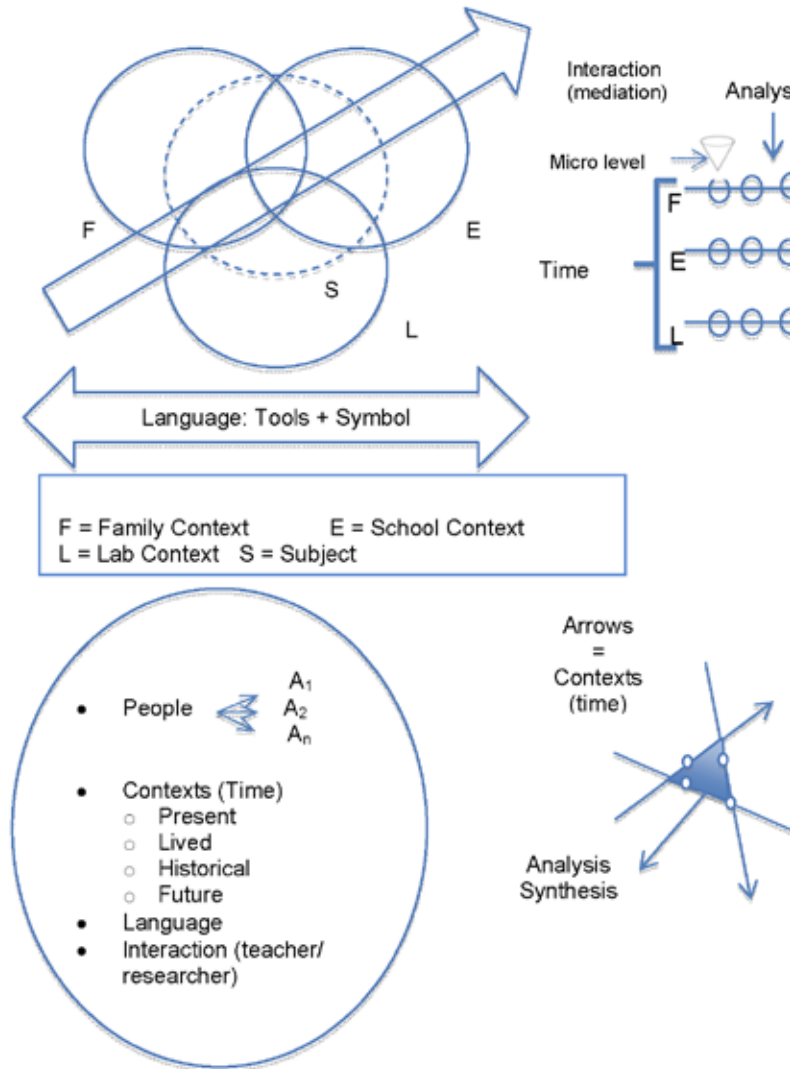 Interaction
(mediation)
Analys
Micro level
F
E
S
L
F
Time
E
L
Language: Tools + Symbol
F = Family Context E = School Context
L = Lab Context S = Subject
Arrows
=
Contexts
(time)
• People
A1
A2
An
• Contexts (Time)
○ Present
○ Lived
○ Historical
○ Future
• Language
• Interaction (teacher/
researcher)
Analysis
Synthesis